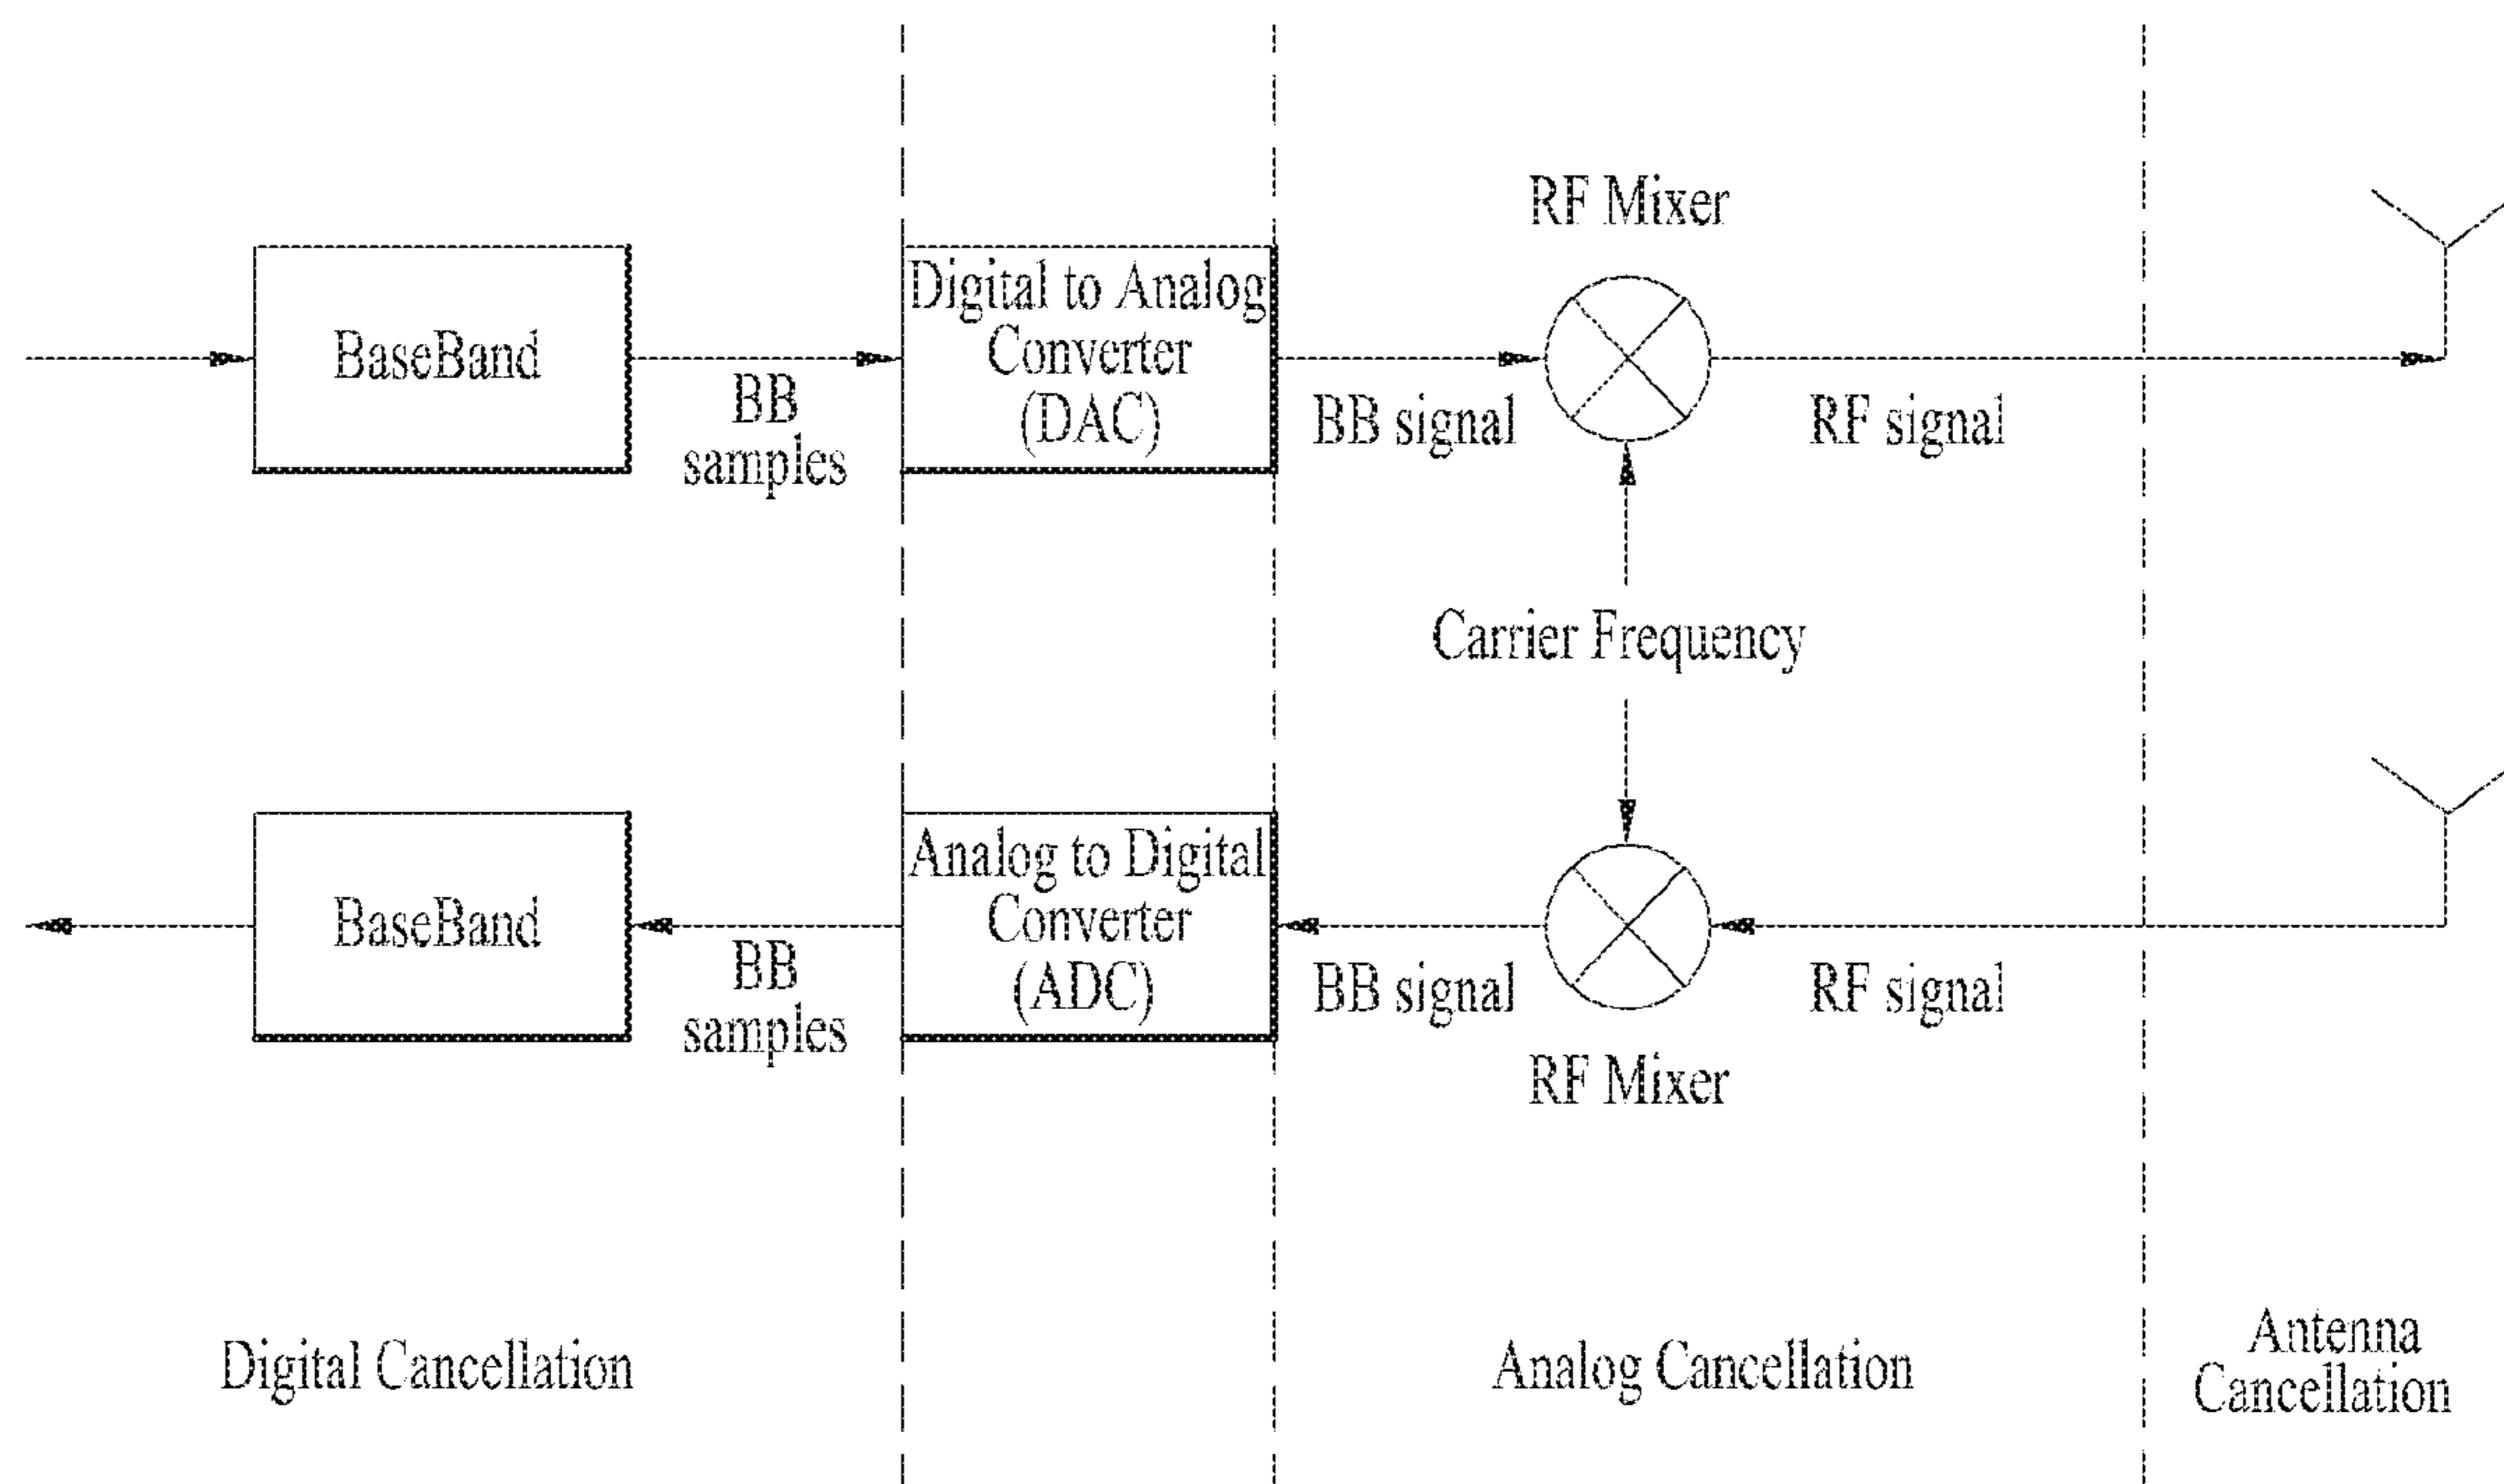 RF Mixer
BaseBand
BB
samples
Digital to Analog
Converter
(DAC)
BB signal
RF signal
Carrier Frequency
BaseBand
BB
samples
Analog to Digital
Converter
(ADC)
BB signal
RF signal
RF Mixer
Digital Cancellation
Analog Cancellation
Antenna
Cancellation